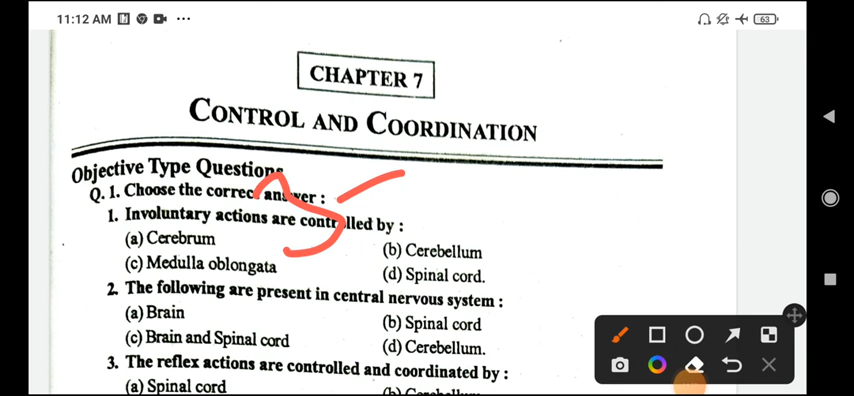 11:12 AM
63
CHAPTER 7
CONTROL AND COORDINATION
Objective Type Questions
Q. 1. Choose the correct answer :
1. Involuntary actions are controlled by :
(a) Cerebrum
(b) Cerebellum
(c) Medulla oblongata
(d) Spinal cord.
2. The following are present in central nervous system :
(a) Brain
(b) Spinal cord
(c) Brain and Spinal cord
(d) Cerebellum.
3. The reflex actions are controlled and coordinated by :
(a) Spinal cord